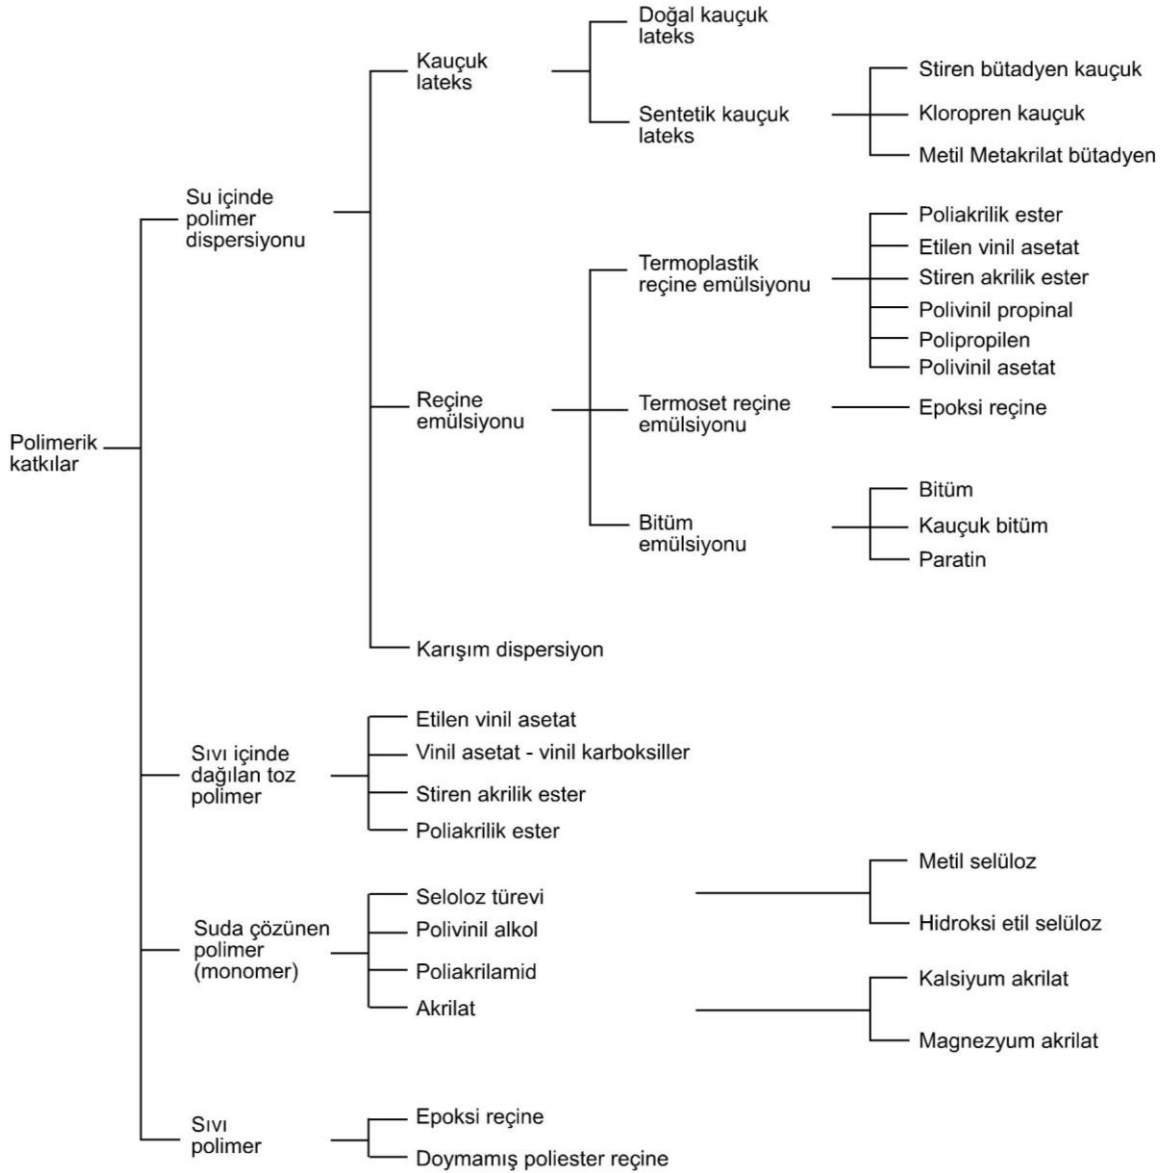 Polimerik
katkılar
Su içinde
polimer
dispersiyonu
Kauçuk
lateks
Doğal kauçuk
lateks
Sentetik kauçuk
lateks
Stiren bütadyen kauçuk
Kloropren kauçuk
Metil Metakrilat bütadyen
Reçine
emülsiyonu
Termoplastik
reçine emülsiyonu
Poliakrilik ester
Etilen vinil asetat
Stiren akrilik ester
Polivinil propinal
Polipropilen
Polivinil asetat
Termoset reçine
emülsiyonu
Epoksi reçine
Bitüm
emülsiyonu
Bitüm
Kauçuk bitüm
Paratin
Karışım dispersiyon
Sıvı içinde
dağılan toz
polimer
Etilen vinil asetat
Vinil asetat - vinil karboksiller
Stiren akrilik ester
Poliakrilik ester
Suda çözünen
polimer
(monomer)
Seloloz türevi
Polivinil alkol
Poliakrilamid
Akrilat
Metil selüloz
Hidroksi etil selüloz
Kalsiyum akrilat
Magnezyum akrilat
Sıvı
polimer
Epoksi reçine
Doymamış poliester reçine